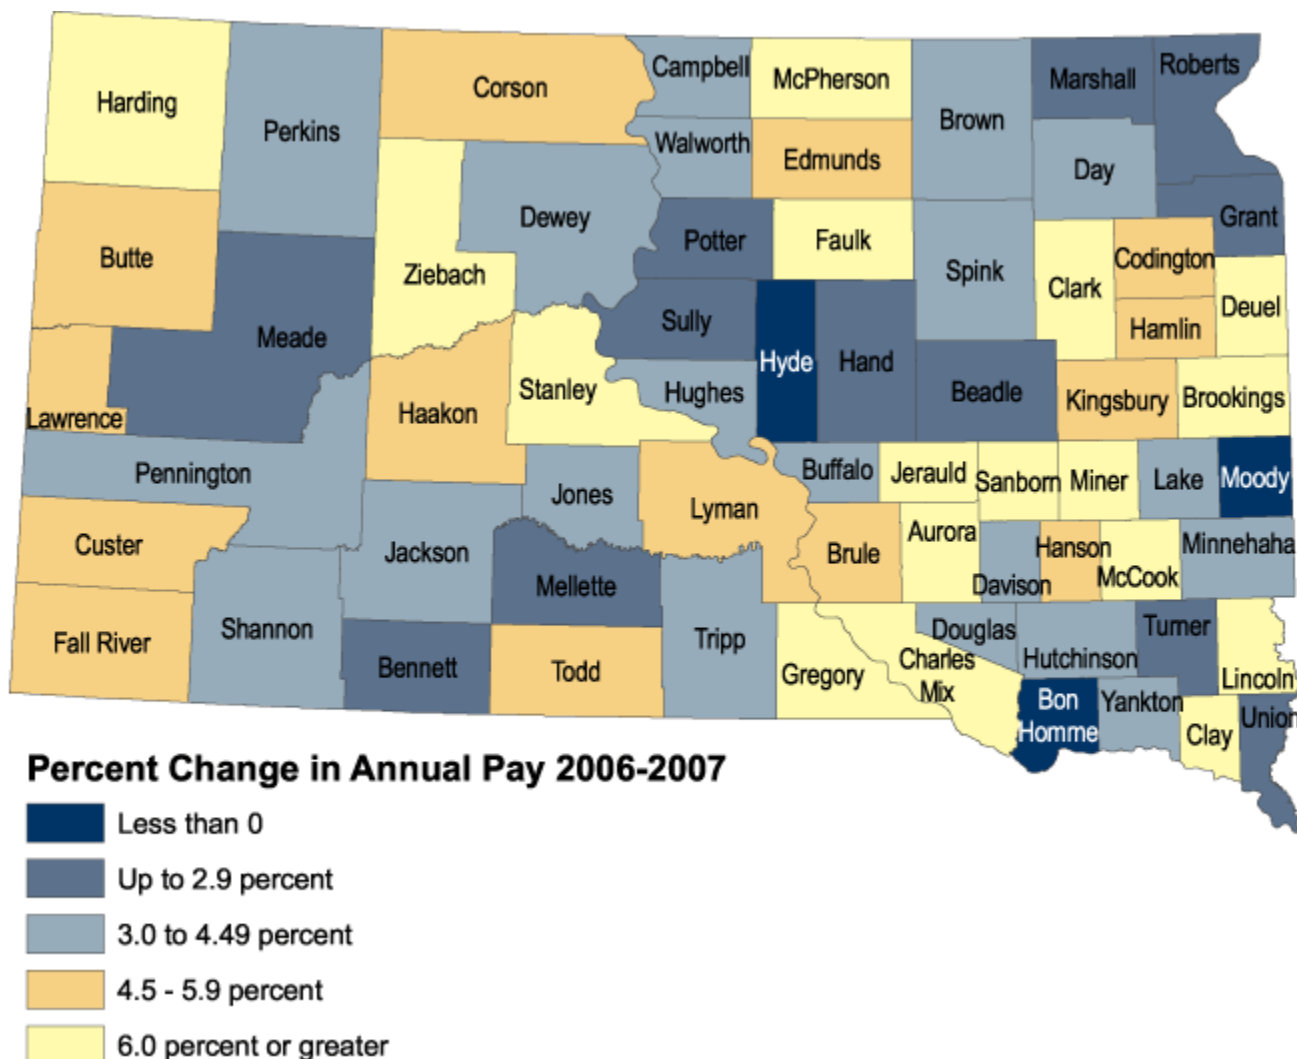 Harding
Perkins
Corson
Campbell
McPherson
Brown
Marshall
Roberts
Walworth
Edmunds
Day
Butte
Dewey
Ziebach
Potter
Faulk
Spink
Grant
Clark
Codington
Deuel
Hamlin
Meade
Sully
Hyde
Hand
Beadle
Kingsbury
Brookings
Lawrence
Haakon
Stanley
Hughes
Pennington
Jones
Lyman
Buffalo
Jerauld
Sanborn
Miner
Lake
Moody
Custer
Jackson
Mellette
Brule
Aurora
Davison
Hanson
McCook
Minnehaha
Fall River
Shannon
Bennett
Todd
Tripp
Gregory
Charles
Mix
Douglas
Hutchinson
Turner
Lincoln
Bon
Homme
Yankton
Clay
Union
Percent Change in Annual Pay 2006-2007
Less than 0
Up to 2.9 percent
3.0 to 4.49 percent
4.5 - 5.9 percent
6.0 percent or greater